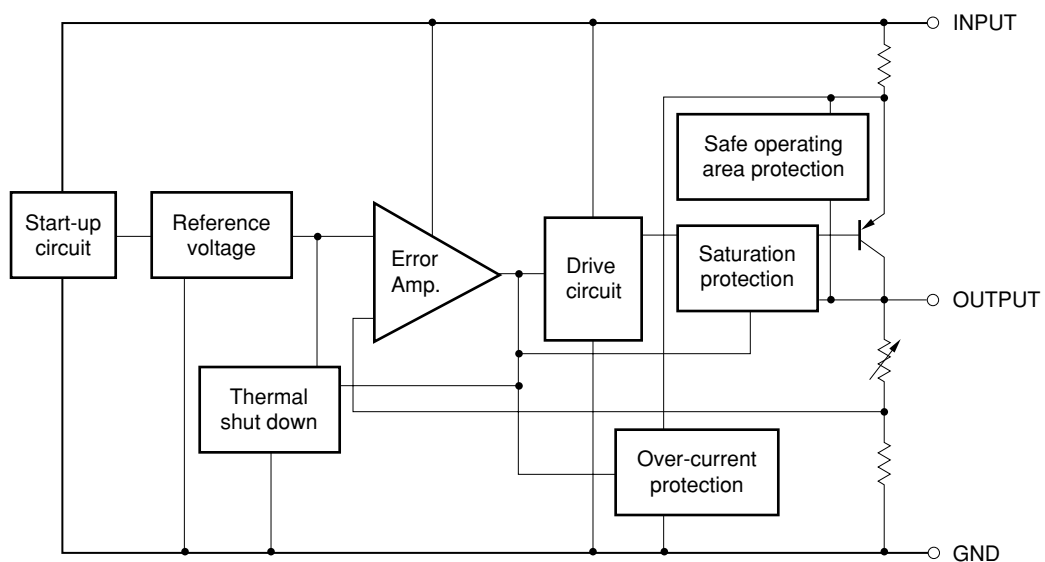 INPUT
Safe operating
area protection
Start-up
circuit
Reference
voltage
Error
Amp.
Drive
circuit
Saturation
protection
OUTPUT
Thermal
shut down
Over-current
protection
GND